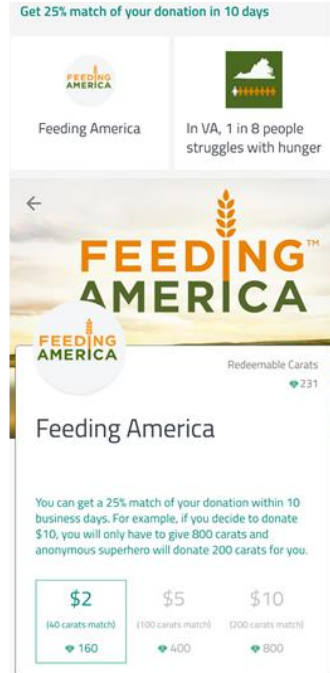 Get 25% match of your donation in 10 days
FEEDING
AMERICA
Feeding America
In VA, 1 in 8 people
struggles with hunger
FEEDING™
AMERICA
FEEDING
AMERICA
Redeemable Carats
231
Feeding America
You can get a 25% match of your donation within 10
business days. For example, if you decide to donate
$10, you will only have to give 800 carats and
anonymous superhero will donate 200 carats for you.
$2
(40 carats match)
160
$5
(100 carats match)
400
$10
(200 carats match)
800